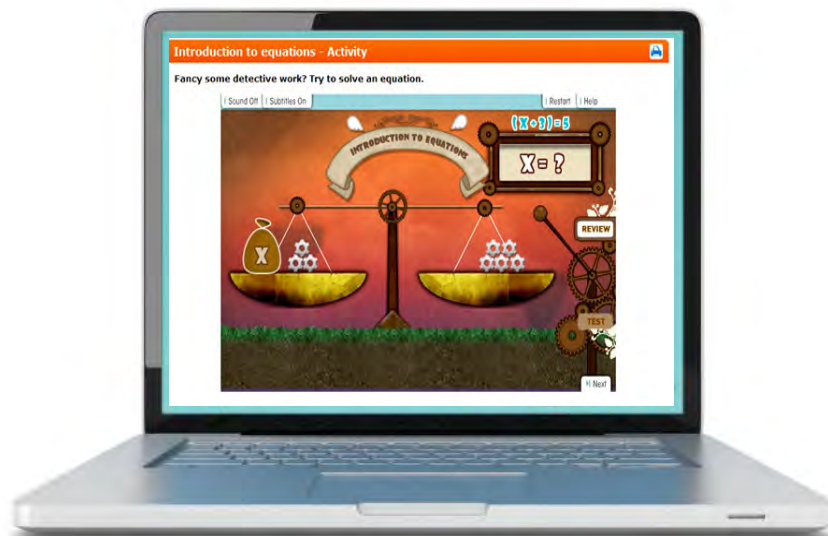 Introduction to equations - Activity
Fancy some detective work? Try to solve an equation.
Sound Off Subtitles On Restart Help
(X+3)=5
INTRODUCTION TO EQUATIONS
X= ?
REVIEW
X
TEST
Next